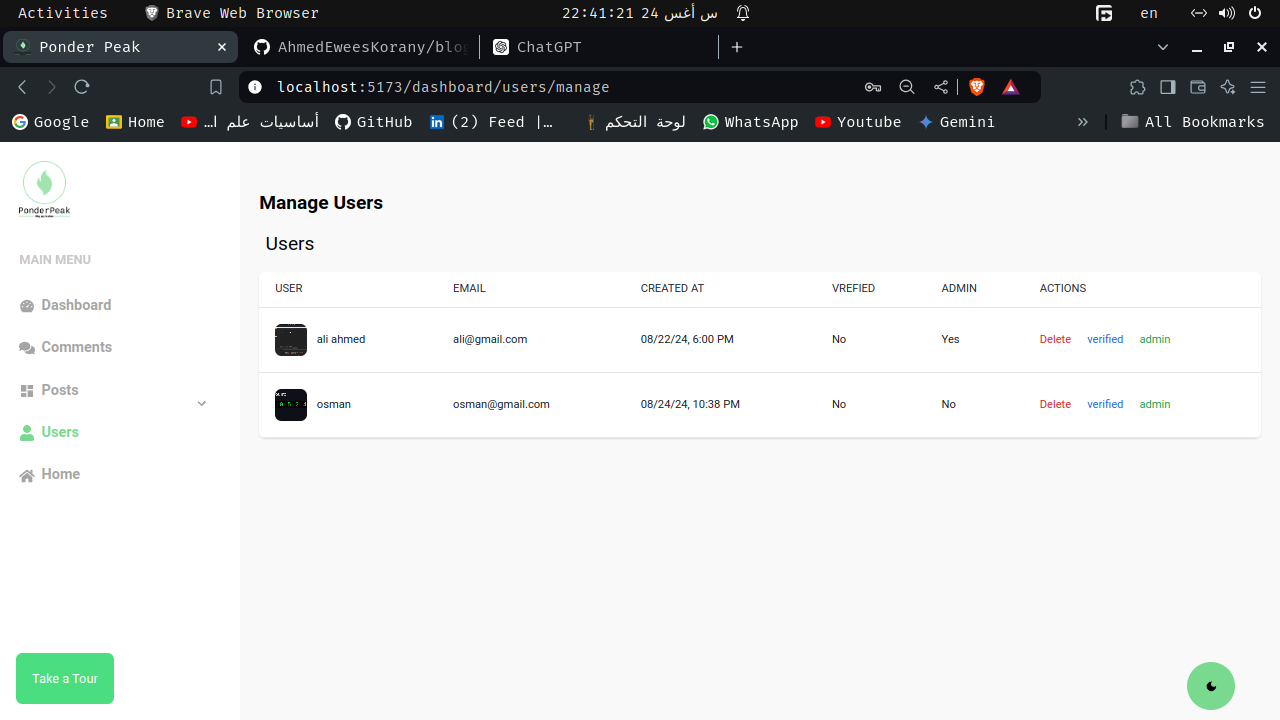 Activities Brave Web Browser 22:41:21 24 س أغس en
Ponder Peak AhmedEweesKorany/blog ChatGPT
localhost:5173/dashboard/users/manage
Google Home أساسيات علم ا… GitHub (2) Feed |… لوحة التحكم WhatsApp Youtube Gemini » All Bookmarks
PonderPeak
MAIN MENU
Dashboard
Comments
Posts
Users
Home
Take a Tour
Manage Users
Users
USER EMAIL CREATED AT VREFIED ADMIN ACTIONS
ali ahmed ali@gmail.com 08/22/24, 6:00 PM No Yes Delete verified admin
osman osman@gmail.com 08/24/24, 10:38 PM No No Delete verified admin